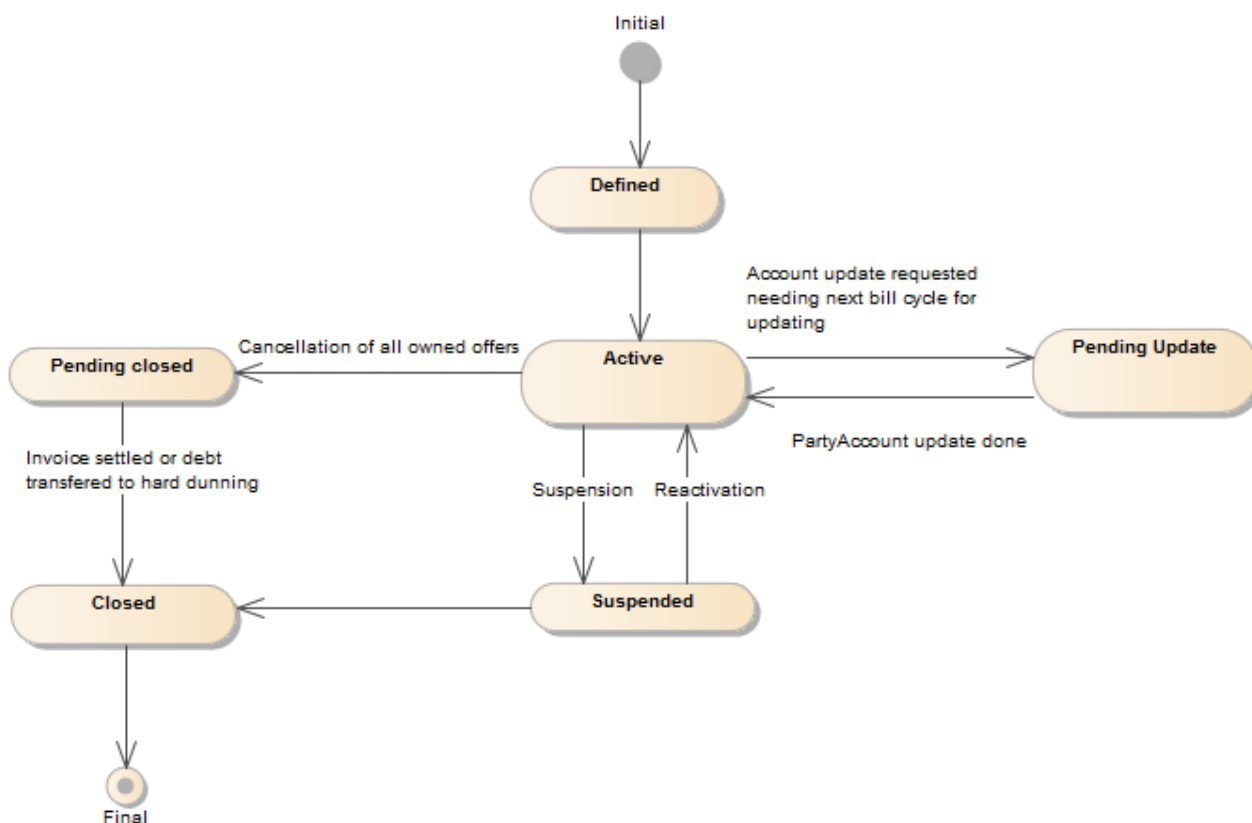 Initial
Defined
Account update requested
needing next bill cycle for
updating
Cancellation of all owned offers
Active
Pending Update
Pending closed
PartyAccount update done
Invoice settled or debt
transfered to hard dunning
Suspension
Reactivation
Closed
Suspended
Final